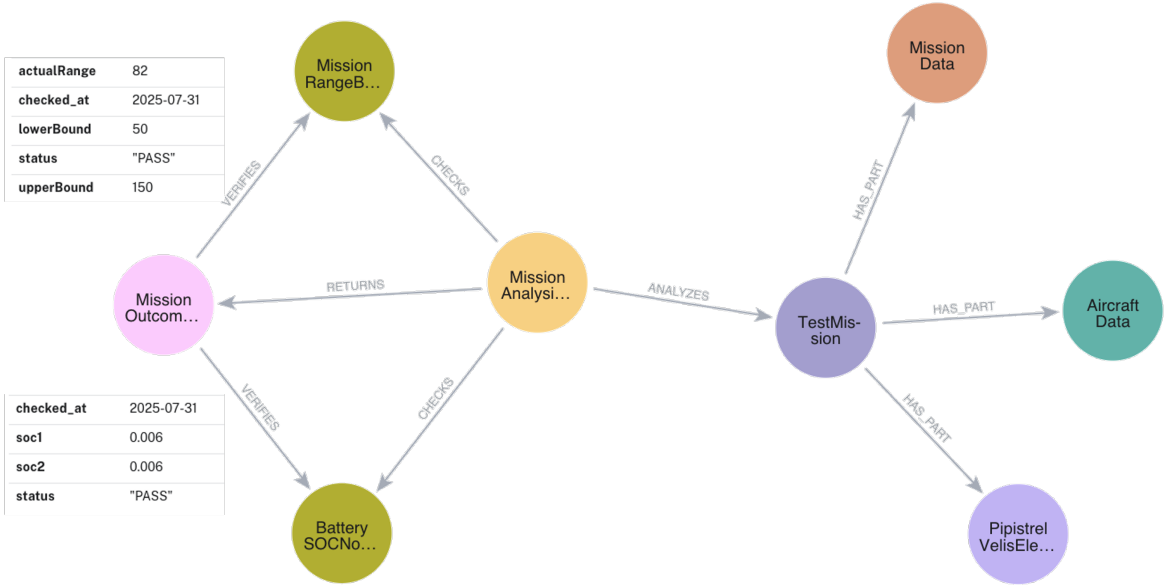 Mission
RangeB...
Mission
Data
actualRange 82
checked_at 2025-07-31
lowerBound 50
status "PASS"
upperBound 150
VERIFIES
CHECKS
HAS_PART
Mission
Outcom...
RETURNS
Mission
Analysi...
ANALYZES
TestMis-
sion
HAS_PART
Aircraft
Data
checked_at 2025-07-31
soc1 0.006
soc2 0.006
status "PASS"
VERIFIES
CHECKS
HAS_PART
Battery
SOCNo...
Pipistrel
VelisEle...